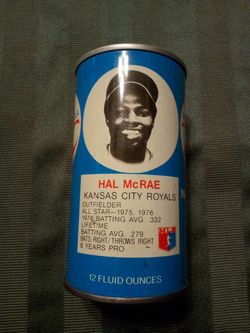 HAL McRAE
KANSAS CITY ROYALS
OUTFIELDER
ALL STAR—1975, 1976
1976 BATTING AVG. .332
LIFETIME
BATTING AVG. .279
BATS RIGHT/THROWS RIGHT
8 YEARS PRO
12 FLUID OUNCES